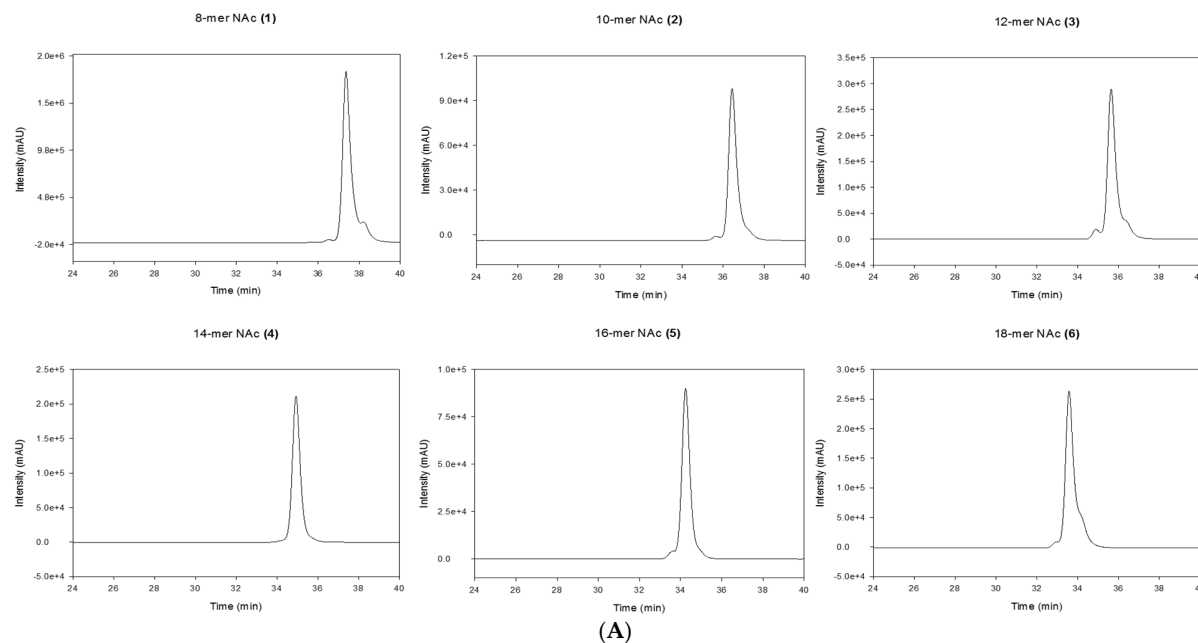 8-mer NAc (1)
10-mer NAc (2)
12-mer NAc (3)
Intensity (mAU)
2.0e+6
1.5e+6
9.8e+5
4.8e+5
-2.0e+4
24 26 28 30 32 34 36 38 40
Time (min)
Intensity (mAU)
1.2e+5
9.0e+4
6.0e+4
3.0e+4
0.0
24 26 28 30 32 34 36 38 40
Time (min)
Intensity (mAU)
3.5e+5
3.0e+5
2.5e+5
2.0e+5
1.5e+5
1.0e+5
5.0e+4
0.0
-5.0e+4
24 26 28 30 32 34 36 38 40
Time (min)
14-mer NAc (4)
16-mer NAc (5)
18-mer NAc (6)
Intensity (mAU)
2.5e+5
2.0e+5
1.5e+5
1.0e+5
5.0e+4
0.0
-5.0e+4
24 26 28 30 32 34 36 38 40
Time (min)
Intensity (mAU)
1.0e+5
7.5e+4
5.0e+4
2.5e+4
0.0
24 26 28 30 32 34 36 38 40
Time (min)
Intensity (mAU)
3.0e+5
2.5e+5
2.0e+5
1.5e+5
1.0e+5
5.0e+4
0.0
-5.0e+4
24 26 28 30 32 34 36 38 40
Time (min)
(A)